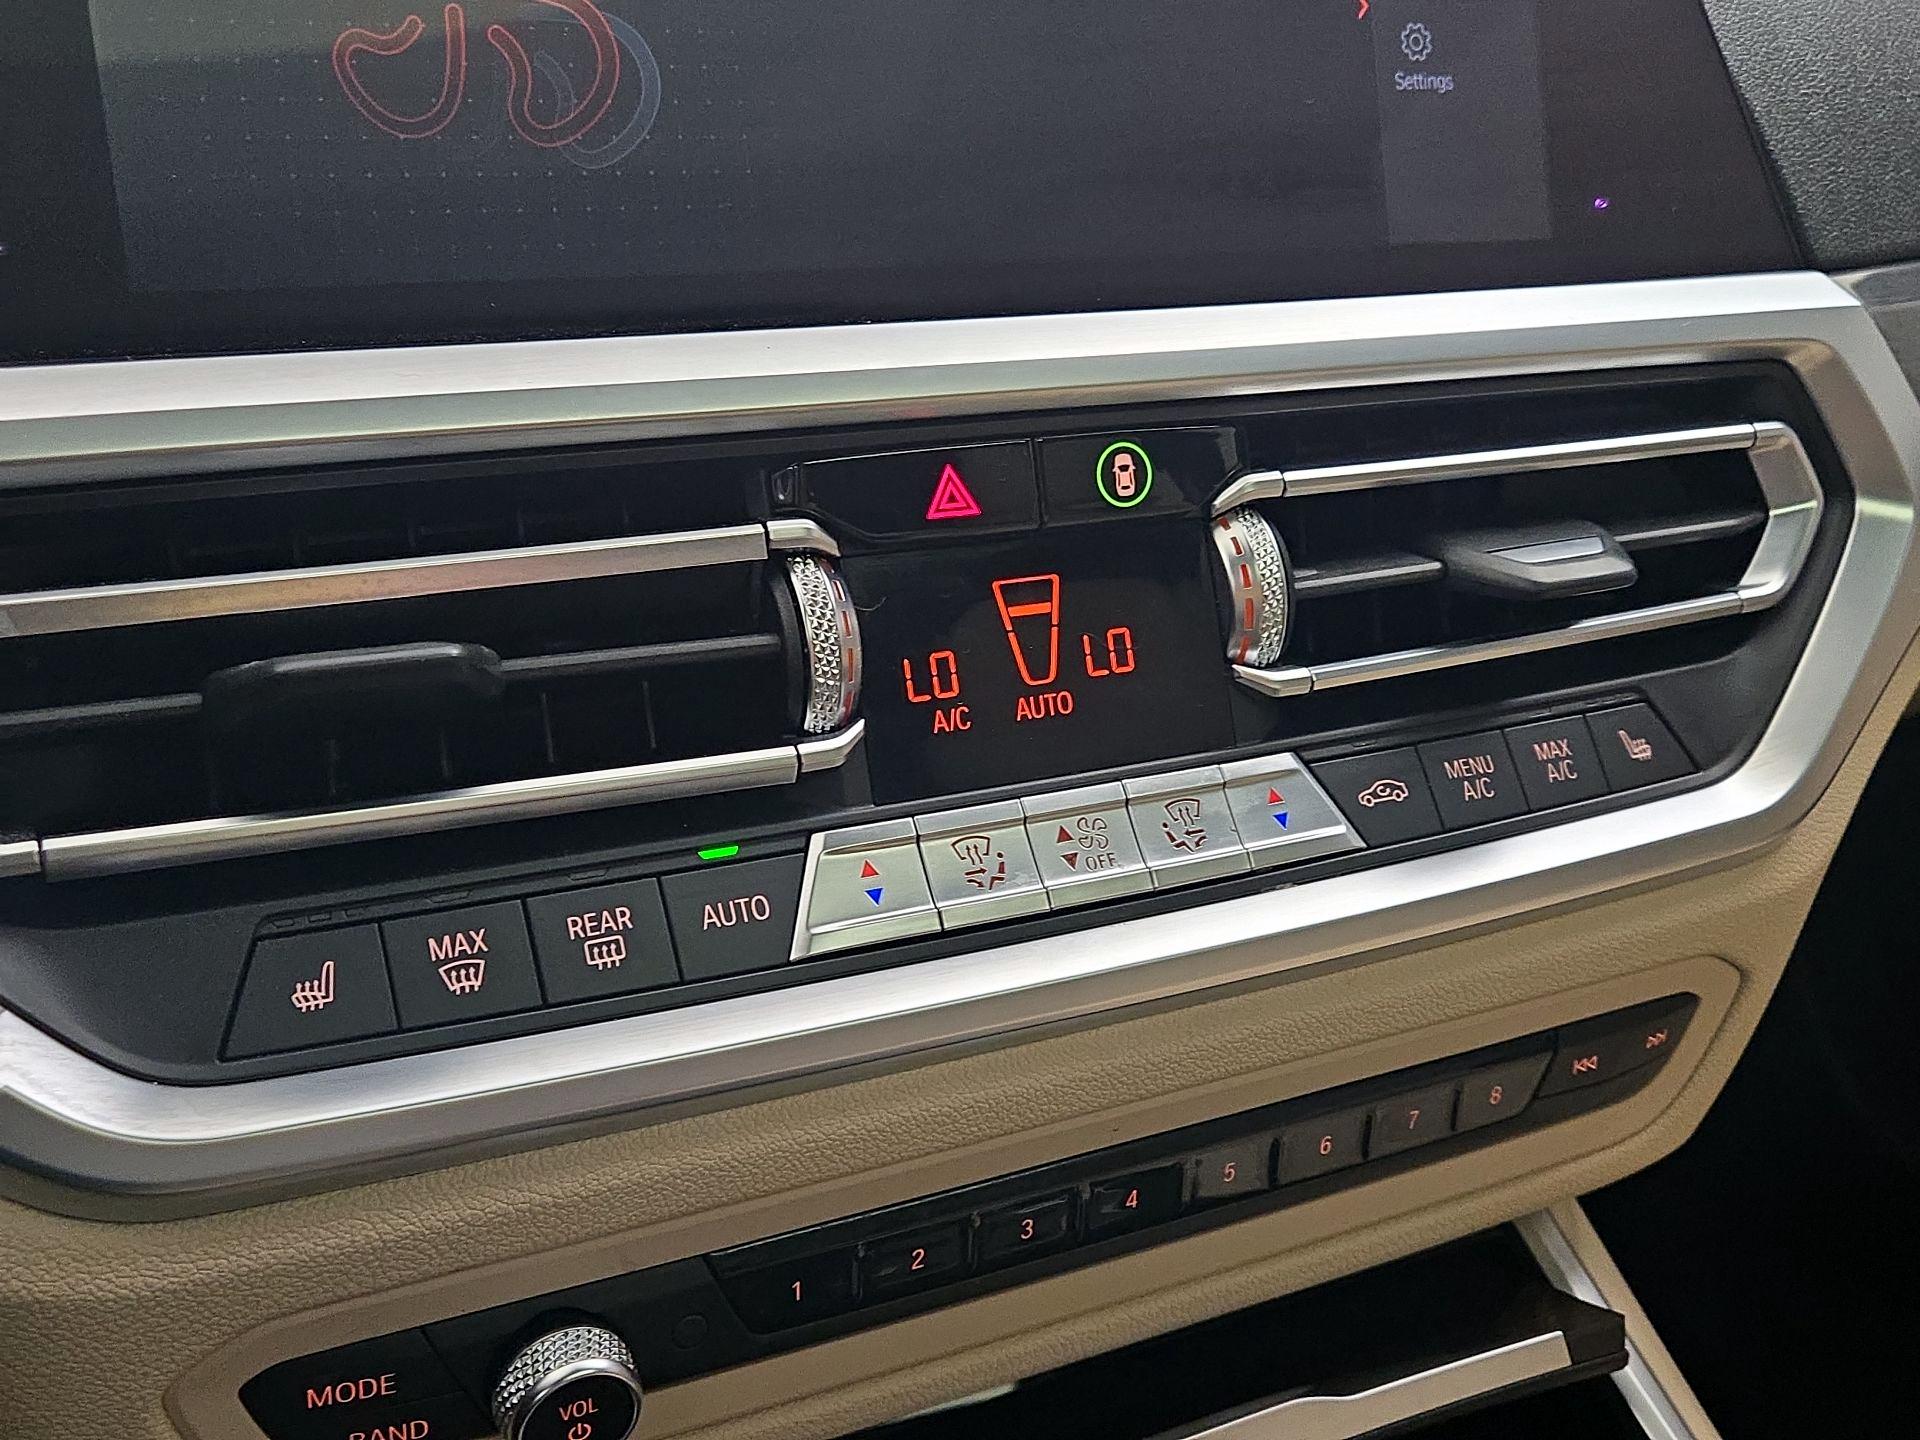 Settings
LO
LO
A/C
AUTO
MENU
A/C
MAX
A/C
OFF
AUTO
REAR
MAX
1
2
3
4
5
6
7
8
MODE
BAND
VOL